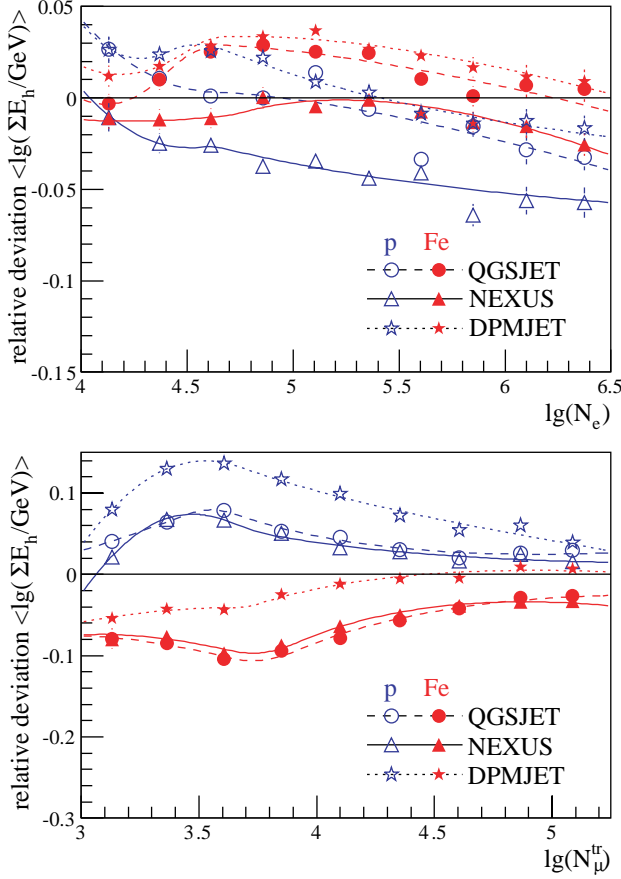 relative deviation <lg(ΣE_h/GeV)>
0.05
0
-0.05
-0.1
-0.15
p Fe
QGSJET
NEXUS
DPMJET
4 4.5 5 5.5 6 6.5
lg(N_e)
relative deviation <lg(ΣE_h/GeV)>
0.1
0
-0.1
-0.2
-0.3
p Fe
QGSJET
NEXUS
DPMJET
3 3.5 4 4.5 5
lg(N_μ^tr)